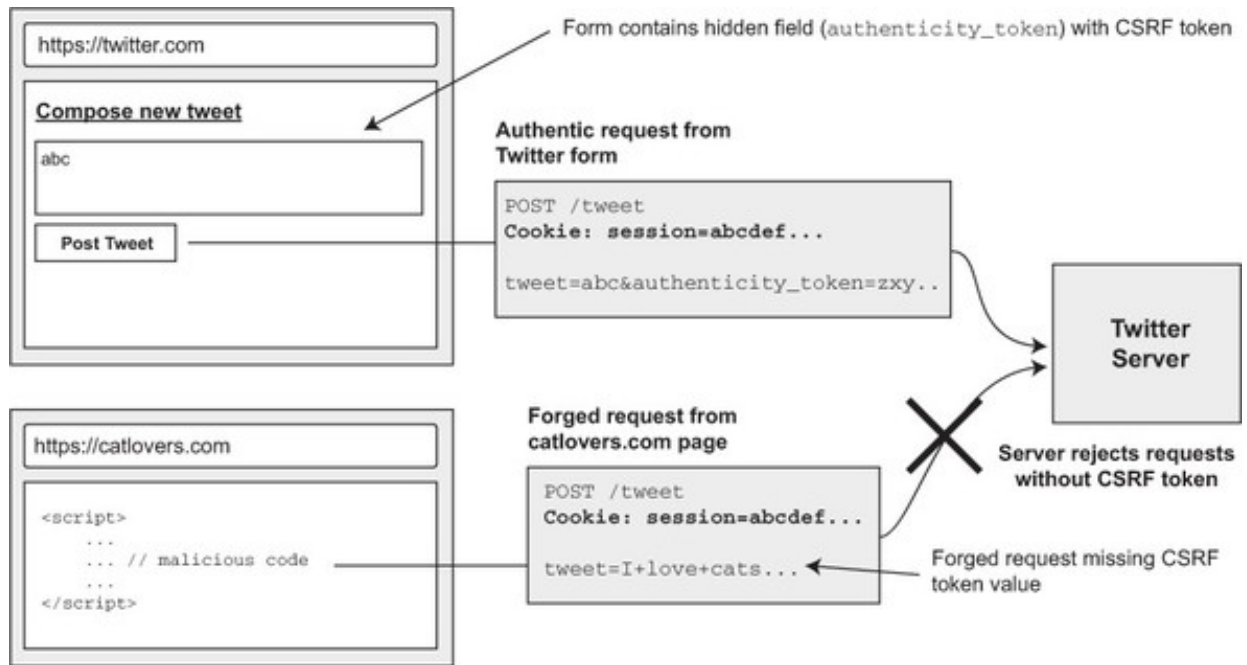 https://twitter.com
Form contains hidden field (authenticity_token) with CSRF token
Compose new tweet
abc
Post Tweet
Authentic request from
Twitter form
POST /tweet
Cookie: session=abcdef...
tweet=abc&authenticity_token=zxy..
Twitter
Server
https://catlovers.com
<script>
...
... // malicious code
...
</script>
Forged request from
catlovers.com page
POST /tweet
Cookie: session=abcdef...
tweet=I+love+cats...
Server rejects requests
without CSRF token
Forged request missing CSRF
token value